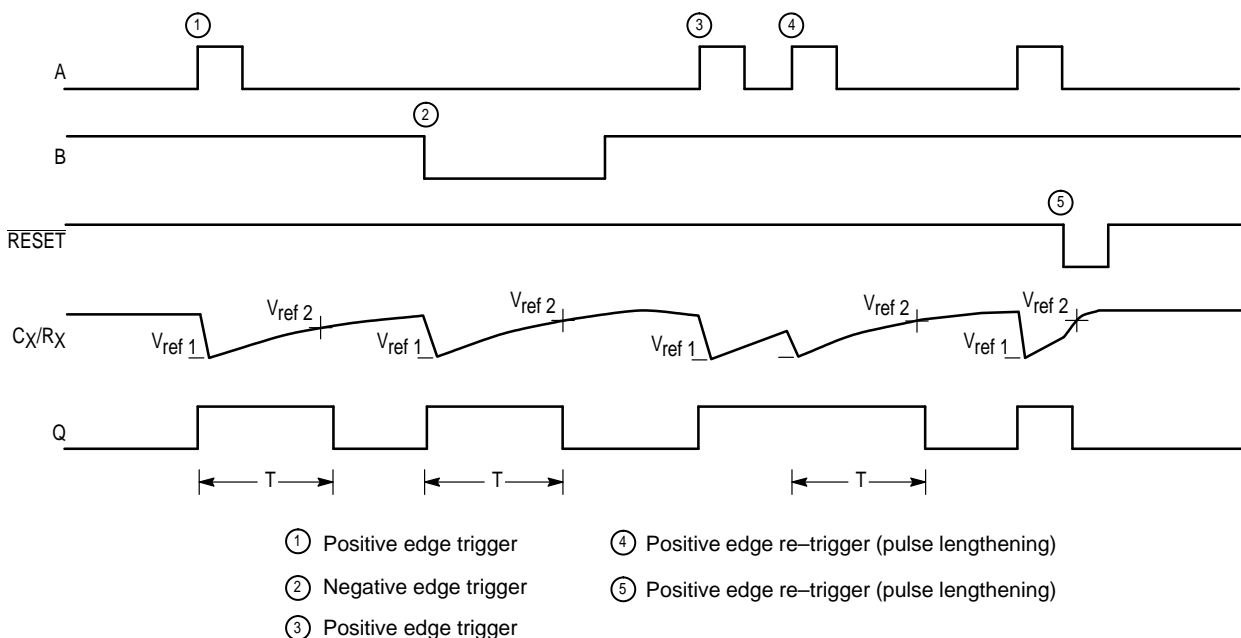 ① ③ ④
A
②
B
⑤
RESET
Vref 2 Vref 2 Vref 2 Vref 2
CX/RX
Vref 1 Vref 1 Vref 1 Vref 1
Q
T T T
① Positive edge trigger
② Negative edge trigger
③ Positive edge trigger
④ Positive edge re–trigger (pulse lengthening)
⑤ Positive edge re–trigger (pulse lengthening)